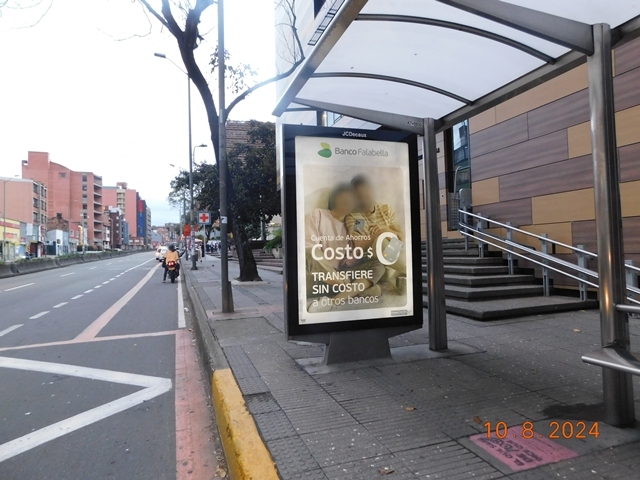 JCDecaux
Banco Falabella
Cuenta de Ahorros
Costo $0
TRANSFIERE
SIN COSTO
a otros bancos
10 8 2024